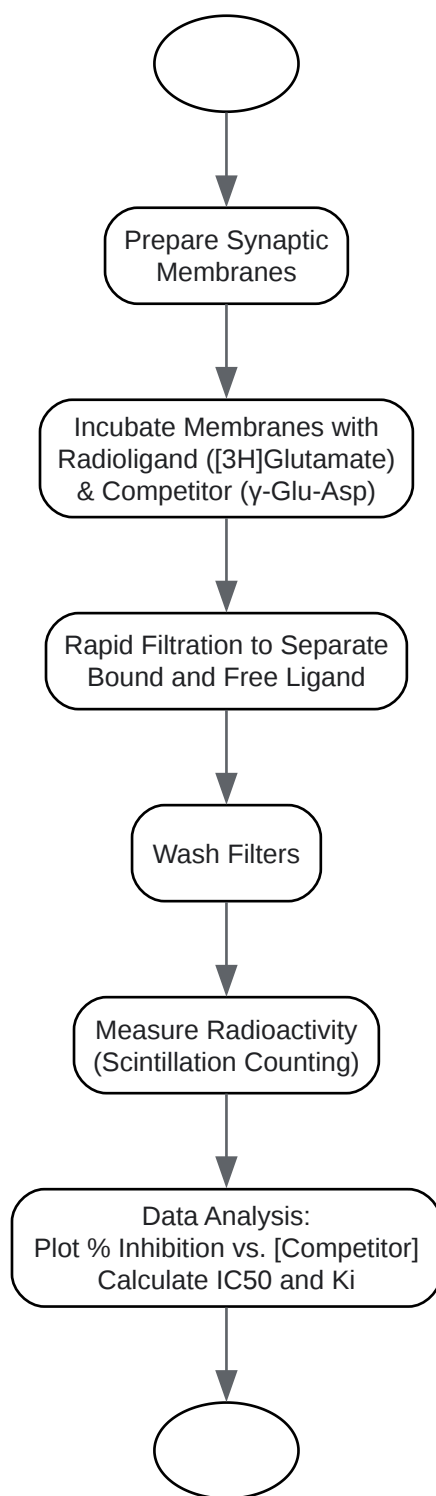 Prepare Synaptic
Membranes
Incubate Membranes with
Radioligand ([3H]Glutamate)
& Competitor (γ-Glu-Asp)
Rapid Filtration to Separate
Bound and Free Ligand
Wash Filters
Measure Radioactivity
(Scintillation Counting)
Data Analysis:
Plot % Inhibition vs. [Competitor]
Calculate IC50 and Ki